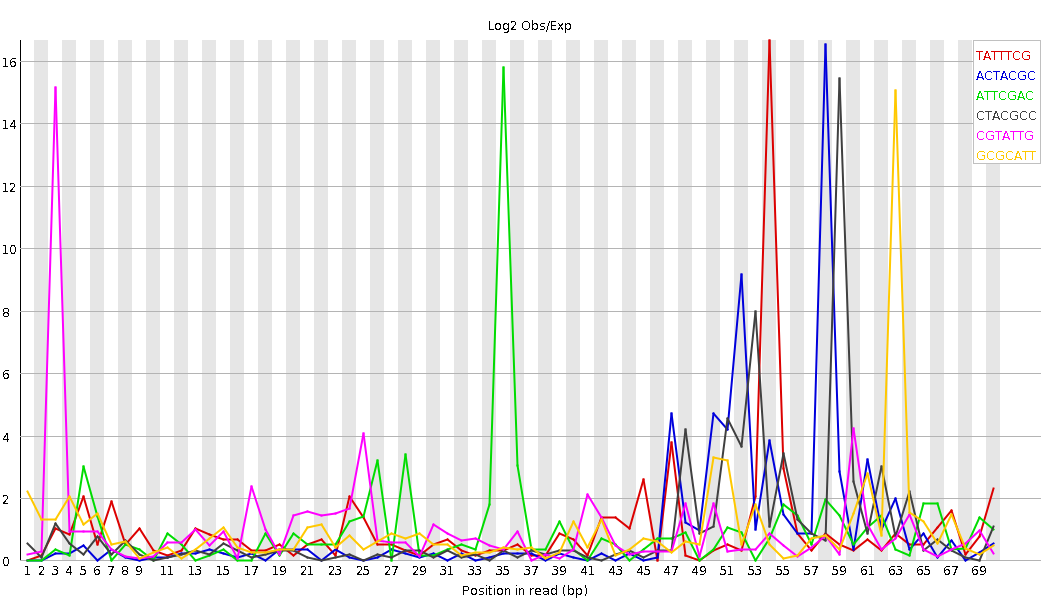 Log2 Obs/Exp
16
14
12
10
8
6
4
2
0
TATTTCG
ACTACGC
ATTCGAC
CTACGCC
CGTATTG
GCGCATT
1 2 3 4 5 6 7 8 9 11 13 15 17 19 21 23 25 27 29 31 33 35 37 39 41 43 45 47 49 51 53 55 57 59 61 63 65 67 69
Position in read (bp)